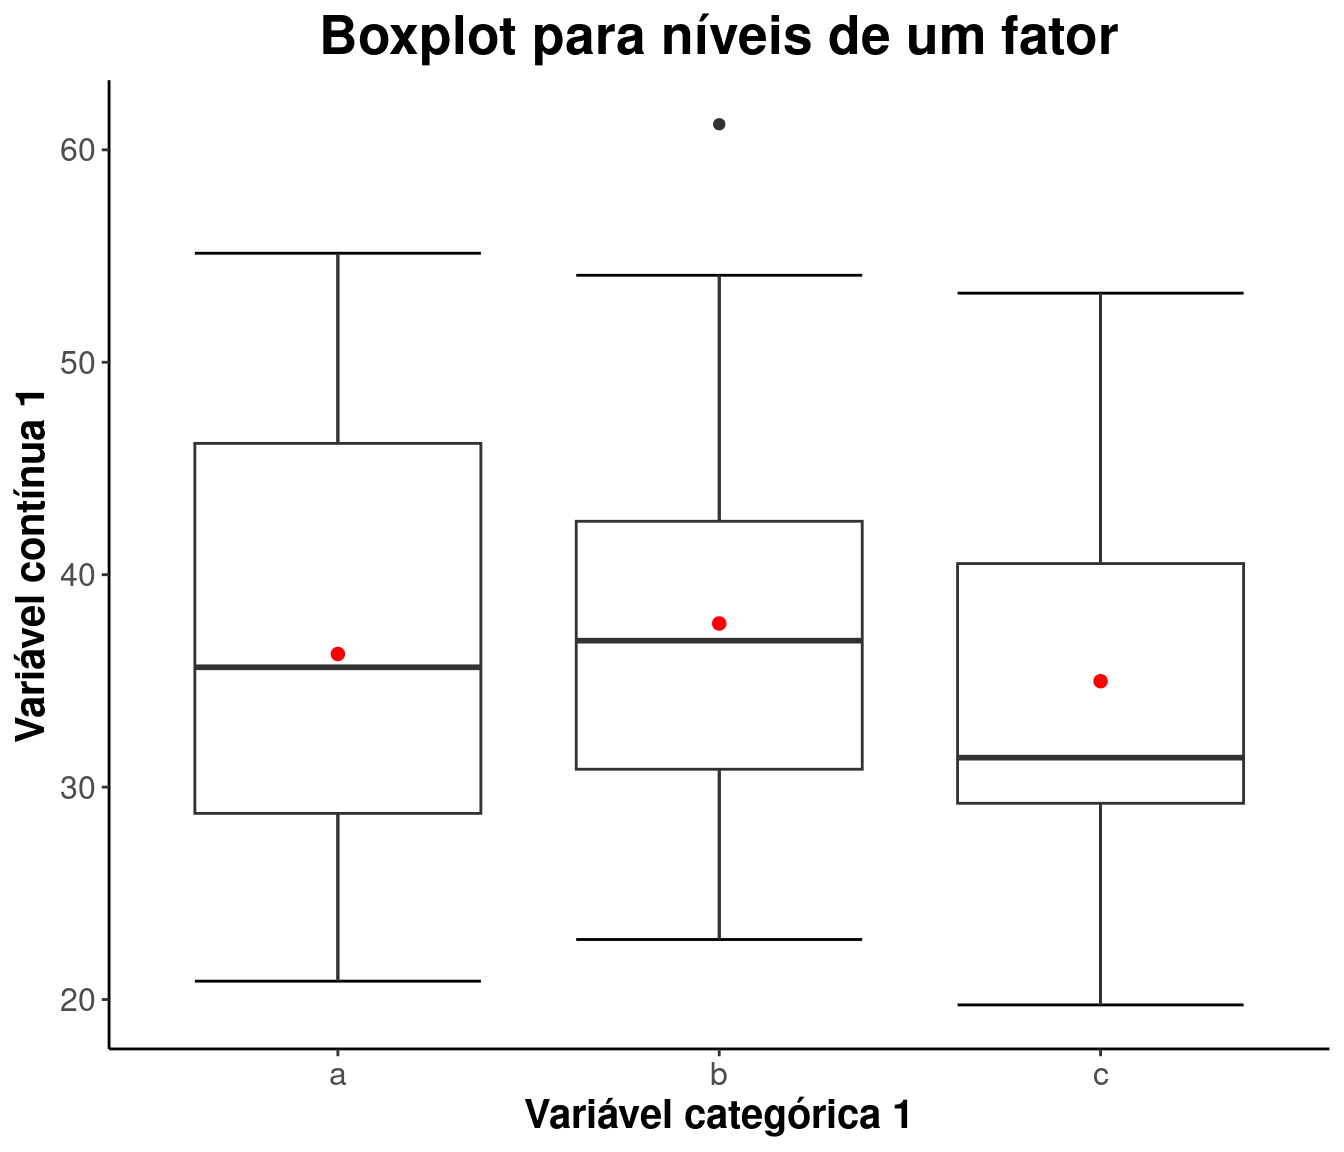 Boxplot para níveis de um fator
60
50
40
30
20
Variável contínua 1
a b c
Variável categórica 1